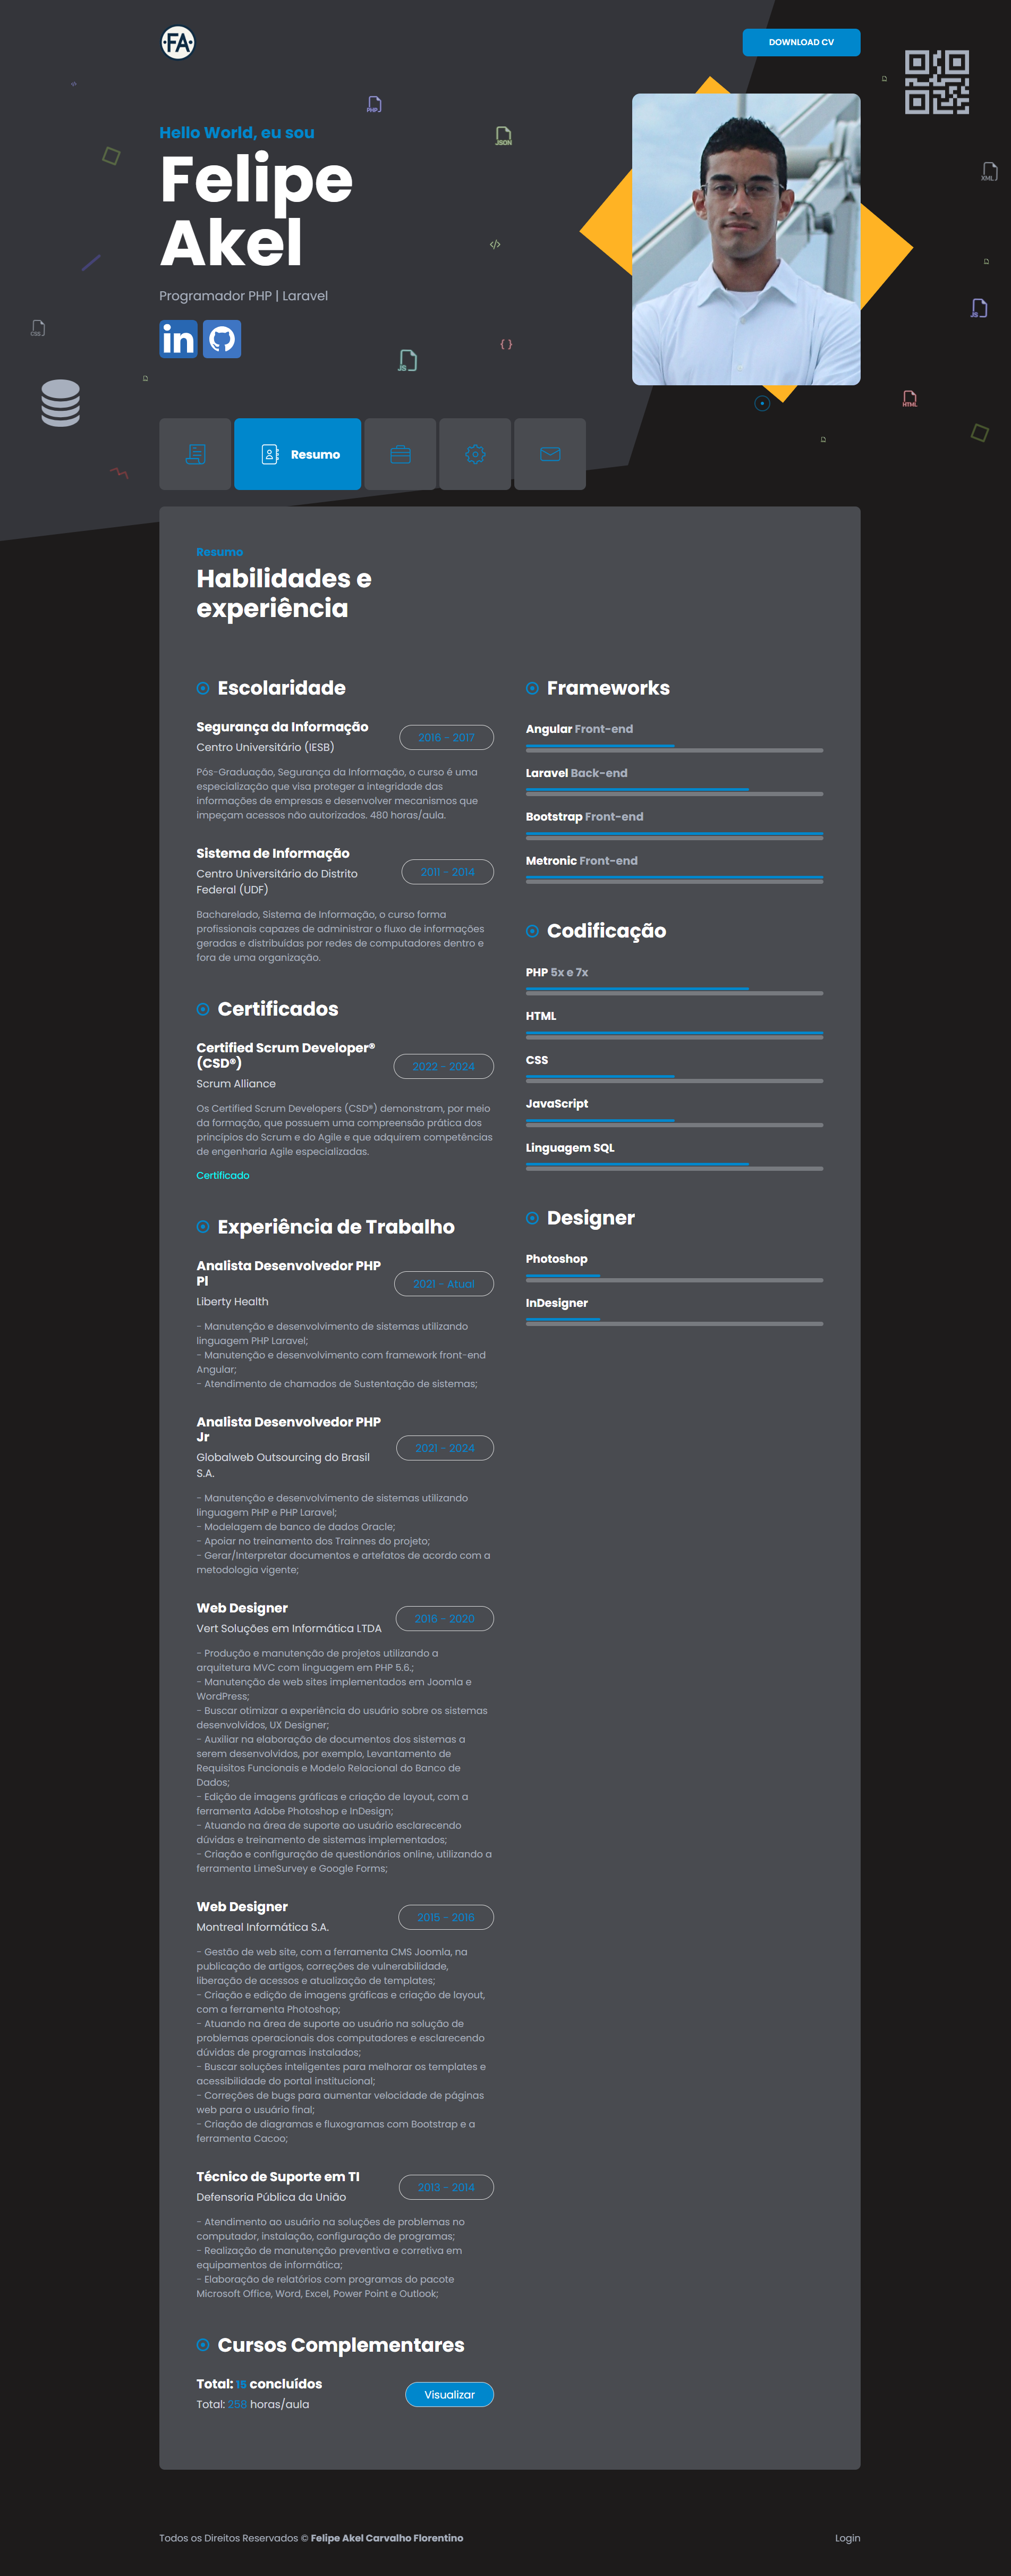 FA
DOWNLOAD CV
PHP
JSON
XML
Hello World, eu sou
Felipe
Akel
</>
Programador PHP | Laravel
JS
CSS
in
{ }
JS
HTML
Resumo
Resumo
Habilidades e
experiência
Escolaridade
Segurança da Informação
Centro Universitário (IESB)
2016 - 2017
Pós-Graduação, Segurança da Informação, o curso é uma
especialização que visa proteger a integridade das
informações de empresas e desenvolver mecanismos que
impeçam acessos não autorizados. 480 horas/aula.
Sistema de Informação
Centro Universitário do Distrito
Federal (UDF)
2011 - 2014
Bacharelado, Sistema de Informação, o curso forma
profissionais capazes de administrar o fluxo de informações
geradas e distribuídas por redes de computadores dentro e
fora de uma organização.
Certificados
Certified Scrum Developer®
(CSD®)
Scrum Alliance
2022 - 2024
Os Certified Scrum Developers (CSD®) demonstram, por meio
da formação, que possuem uma compreensão prática dos
princípios do Scrum e do Agile e que adquirem competências
de engenharia Agile especializadas.
Certificado
Experiência de Trabalho
Analista Desenvolvedor PHP
Pl
Liberty Health
2021 - Atual
- Manutenção e desenvolvimento de sistemas utilizando
linguagem PHP Laravel;
- Manutenção e desenvolvimento com framework front-end
Angular;
- Atendimento de chamados de Sustentação de sistemas;
Analista Desenvolvedor PHP
Jr
Globalweb Outsourcing do Brasil
S.A.
2021 - 2024
- Manutenção e desenvolvimento de sistemas utilizando
linguagem PHP e PHP Laravel;
- Modelagem de banco de dados Oracle;
- Apoiar no treinamento dos Trainnes do projeto;
- Gerar/Interpretar documentos e artefatos de acordo com a
metodologia vigente;
Web Designer
Vert Soluções em Informática LTDA
2016 - 2020
- Produção e manutenção de projetos utilizando a
arquitetura MVC com linguagem em PHP 5.6.;
- Manutenção de web sites implementados em Joomla e
WordPress;
- Buscar otimizar a experiência do usuário sobre os sistemas
desenvolvidos, UX Designer;
- Auxiliar na elaboração de documentos dos sistemas a
serem desenvolvidos, por exemplo, Levantamento de
Requisitos Funcionais e Modelo Relacional do Banco de
Dados;
- Edição de imagens gráficas e criação de layout, com a
ferramenta Adobe Photoshop e InDesign;
- Atuando na área de suporte ao usuário esclarecendo
dúvidas e treinamento de sistemas implementados;
- Criação e configuração de questionários online, utilizando a
ferramenta LimeSurvey e Google Forms;
Web Designer
Montreal Informática S.A.
2015 - 2016
- Gestão de web site, com a ferramenta CMS Joomla, na
publicação de artigos, correções de vulnerabilidade,
liberação de acessos e atualização de templates;
- Criação e edição de imagens gráficas e criação de layout,
com a ferramenta Photoshop;
- Atuando na área de suporte ao usuário na solução de
problemas operacionais dos computadores e esclarecendo
dúvidas de programas instalados;
- Buscar soluções inteligentes para melhorar os templates e
acessibilidade do portal institucional;
- Correções de bugs para aumentar velocidade de páginas
web para o usuário final;
- Criação de diagramas e fluxogramas com Bootstrap e a
ferramenta Cacoo;
Técnico de Suporte em TI
Defensoria Pública da União
2013 - 2014
- Atendimento ao usuário na soluções de problemas no
computador, instalação, configuração de programas;
- Realização de manutenção preventiva e corretiva em
equipamentos de informática;
- Elaboração de relatórios com programas do pacote
Microsoft Office, Word, Excel, Power Point e Outlook;
Cursos Complementares
Total: 15 concluídos
Total: 258 horas/aula
Visualizar
Frameworks
Angular Front-end
Laravel Back-end
Bootstrap Front-end
Metronic Front-end
Codificação
PHP 5x e 7x
HTML
CSS
JavaScript
Linguagem SQL
Designer
Photoshop
InDesigner
Todos os Direitos Reservados © Felipe Akel Carvalho Florentino
Login